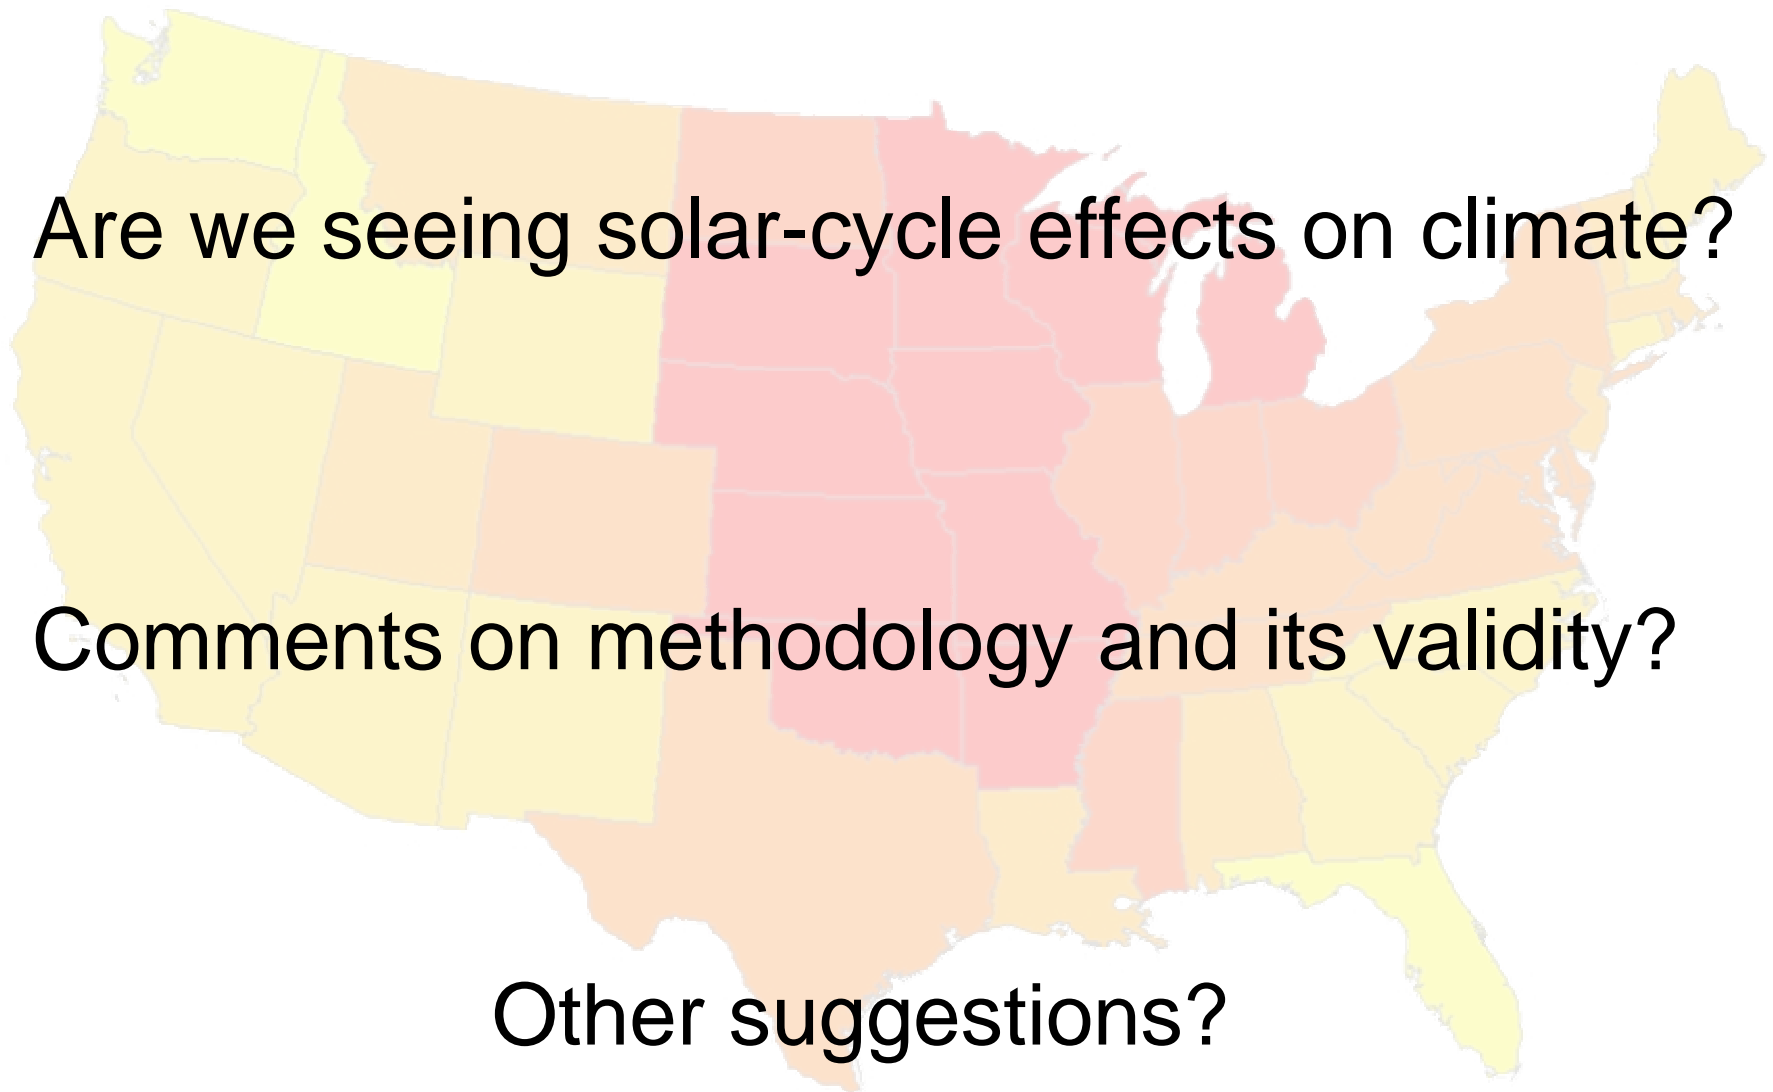 Are we seeing solar-cycle effects on climate?
Comments on methodology and its validity?
Other suggestions?